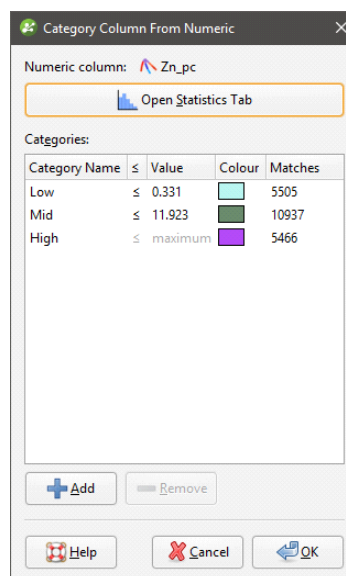 Category Column From Numeric
Numeric column: Zn_pc
Open Statistics Tab
Categories:
Category Name ≤ Value Colour Matches
Low ≤ 0.331 5505
Mid ≤ 11.923 10937
High ≤ maximum 5466
Add Remove
Help Cancel OK